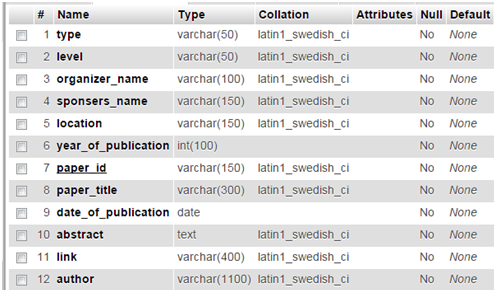 # Name Type Collation Attributes Null Default
1 type varchar(50) latin1_swedish_ci No None
2 level varchar(50) latin1_swedish_ci No None
3 organizer_name varchar(100) latin1_swedish_ci No None
4 sponsers_name varchar(150) latin1_swedish_ci No None
5 location varchar(150) latin1_swedish_ci No None
6 year_of_publication int(100) No None
7 paper_id varchar(150) latin1_swedish_ci No None
8 paper_title varchar(300) latin1_swedish_ci No None
9 date_of_publication date No None
10 abstract text latin1_swedish_ci No None
11 link varchar(400) latin1_swedish_ci No None
12 author varchar(1100) latin1_swedish_ci No None